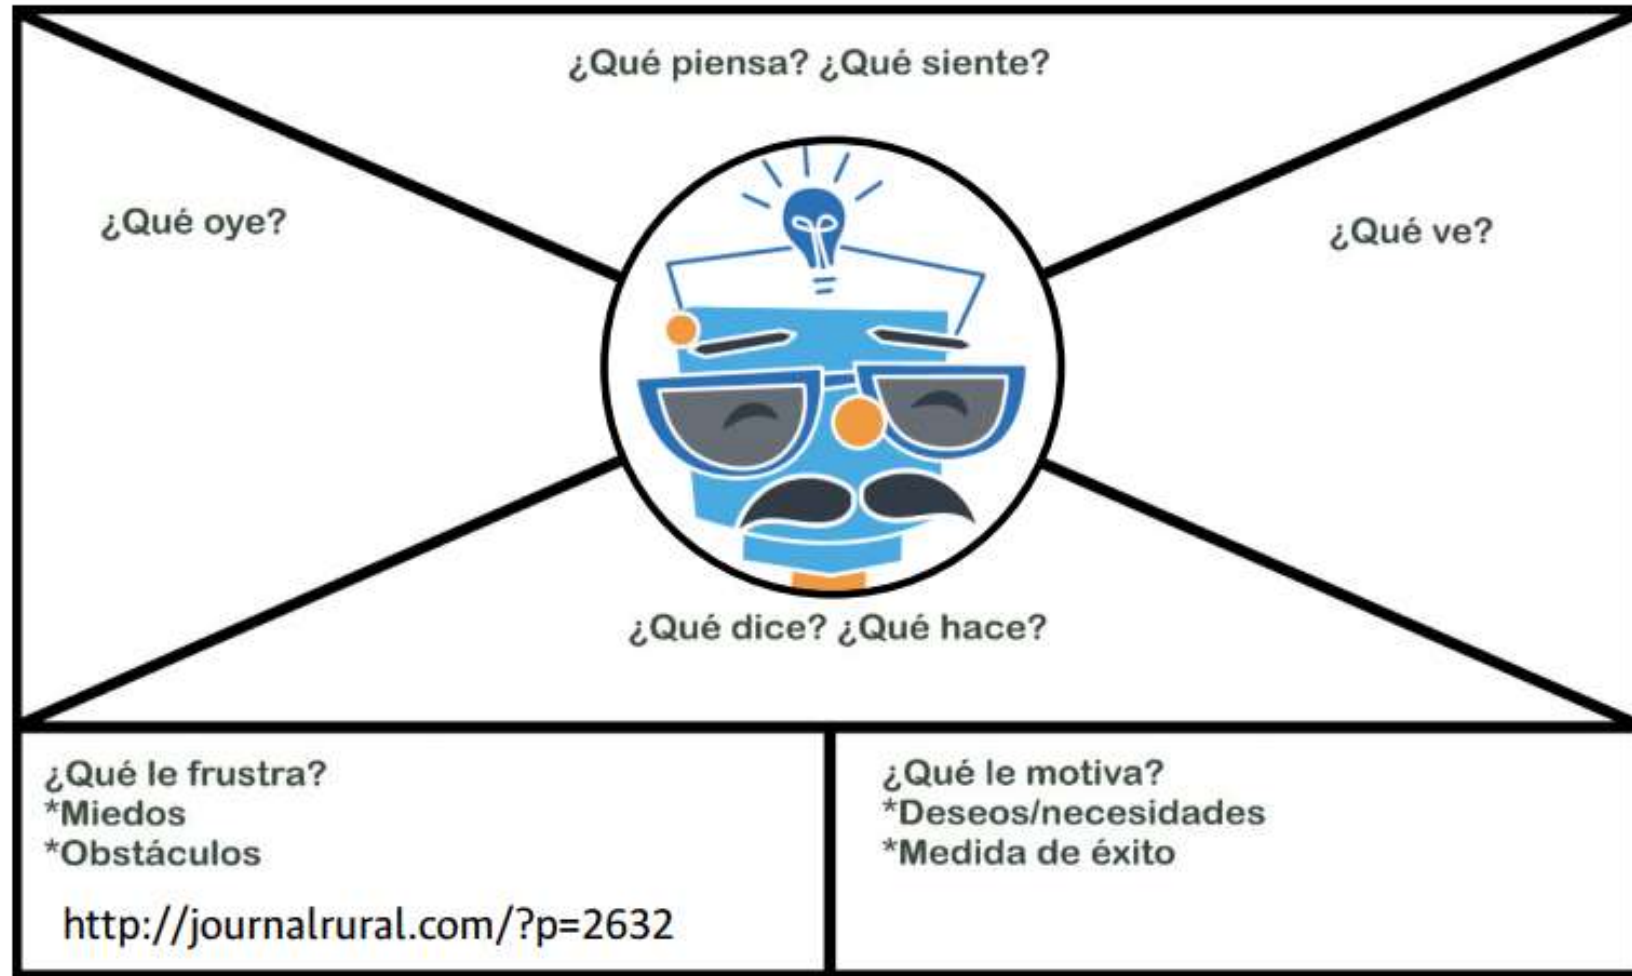 ¿Qué piensa? ¿Qué siente?
¿Qué oye?
¿Qué ve?
¿Qué dice? ¿Qué hace?
¿Qué le frustra?
*Miedos
*Obstáculos
http://journalrural.com/?p=2632
¿Qué le motiva?
*Deseos/necesidades
*Medida de éxito